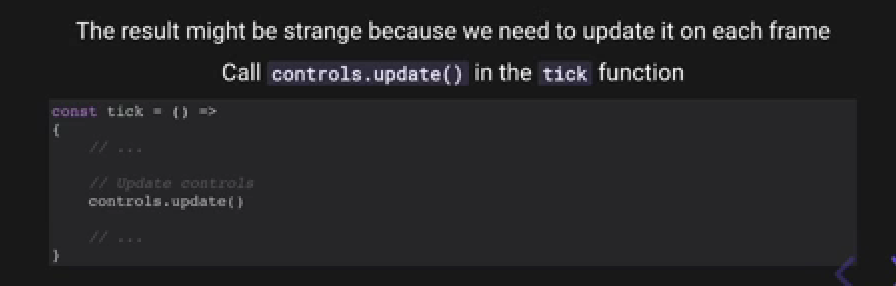 The result might be strange because we need to update it on each frame
Call controls.update() in the tick function
const tick = () =>
{
// ...
// Update controls
controls.update()
// ...
}